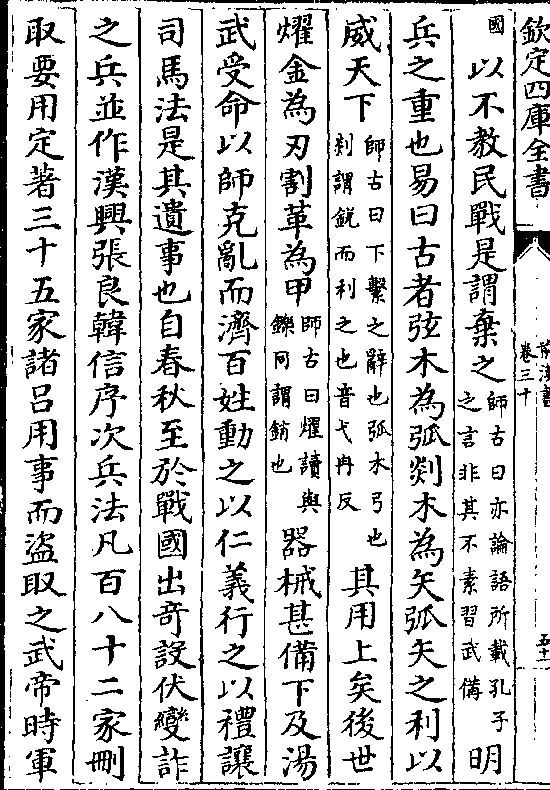 欽定四庫全書
前漢書
卷三十
五十一
國
以不教民戰是謂棄之
師古曰亦論語所載孔子
之言非其不素習武備
明
兵之重也易曰古者弦木為弧剡木為矢弧矢之利以
威天下
師古曰下繫之辭也弧木弓也
剡謂銳而利之也音弋冉反
其用上矣後世
燿金為刃割革為甲
師古曰燿讀與
鑠同謂銷也
器械甚備下及湯
武受命以師克亂而濟百姓動之以仁義行之以禮讓
司馬法是其遺事也自春秋至於戰國出奇設伏變詐
之兵並作漢興張良韓信序次兵法凡百八十二家刪
取要用定著三十五家諸呂用事而盜取之武帝時軍